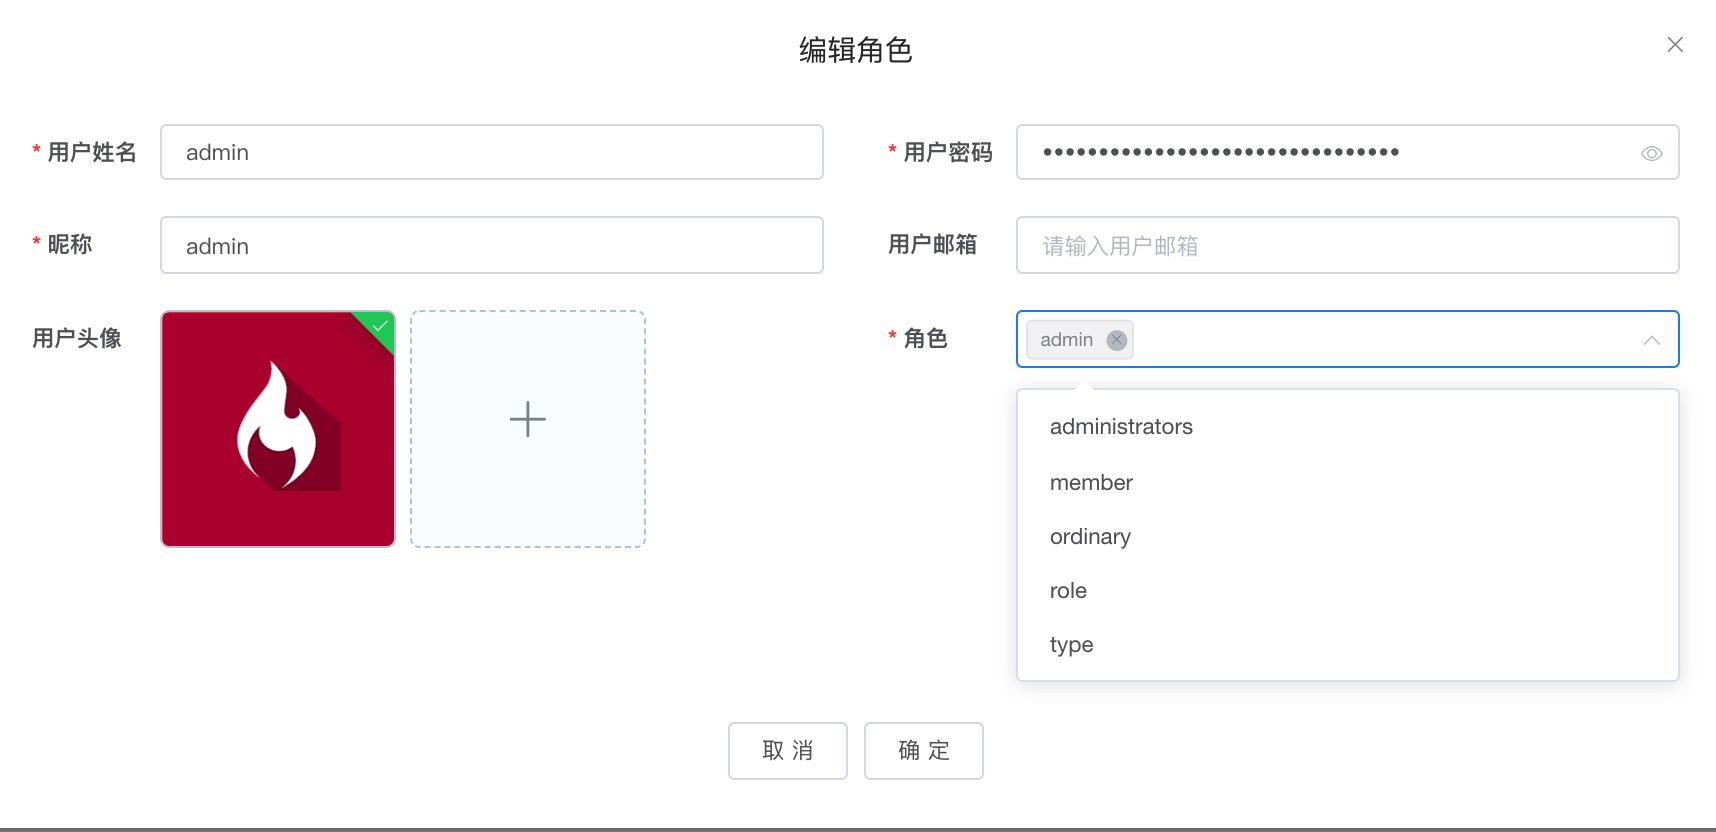 编辑角色
* 用户姓名 admin
* 用户密码 ••••••••••••••••••••••••••••••••
* 昵称 admin
用户邮箱 请输入用户邮箱
用户头像
* 角色 admin
administrators
member
ordinary
role
type
取 消 确 定